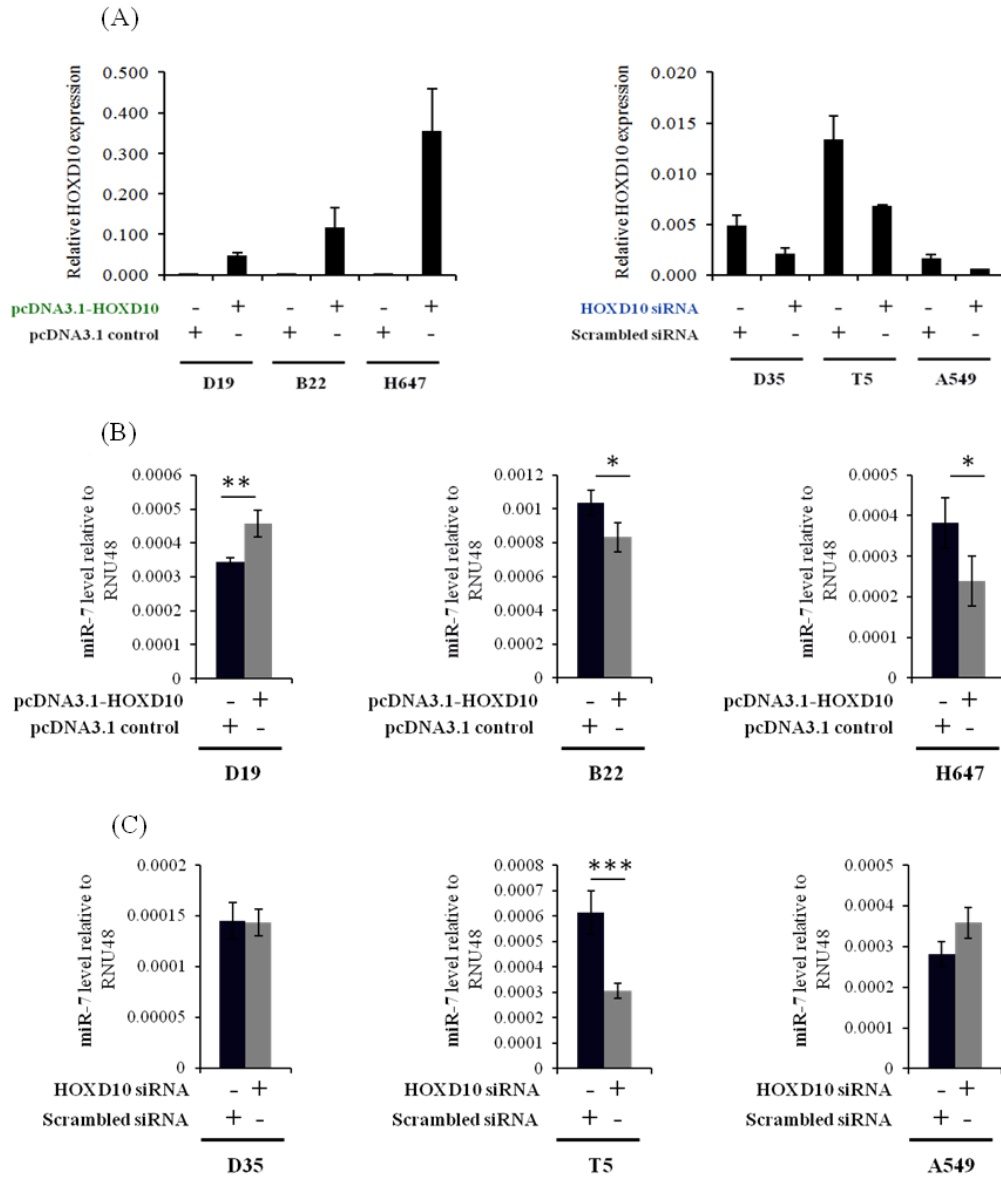 (A)
Relative HOXD10 expression
0.500
0.400
0.300
0.200
0.100
0.000
pcDNA3.1-HOXD10 - + - + - +
pcDNA3.1 control + - + - + -
D19 B22 H647
Relative HOXD10 expression
0.020
0.015
0.010
0.005
0.000
HOXD10 siRNA - + - + - +
Scrambled siRNA + - + - + -
D35 T5 A549
(B)
miR-7 level relative to
RNU48
0.0006
0.0005
0.0004
0.0003
0.0002
0.0001
0
**
pcDNA3.1-HOXD10 - +
pcDNA3.1 control + -
D19
miR-7 level relative to
RNU48
0.0012
0.001
0.0008
0.0006
0.0004
0.0002
0
*
pcDNA3.1-HOXD10 - +
pcDNA3.1 control + -
B22
miR-7 level relative to
RNU48
0.0005
0.0004
0.0003
0.0002
0.0001
0
*
pcDNA3.1-HOXD10 - +
pcDNA3.1 control + -
H647
(C)
miR-7 level relative to
RNU48
0.0002
0.00015
0.0001
0.00005
0
HOXD10 siRNA - +
Scrambled siRNA + -
D35
miR-7 level relative to
RNU48
0.0008
0.0007
0.0006
0.0005
0.0004
0.0003
0.0002
0.0001
0
***
HOXD10 siRNA - +
Scrambled siRNA + -
T5
miR-7 level relative to
RNU48
0.0005
0.0004
0.0003
0.0002
0.0001
0
HOXD10 siRNA - +
Scrambled siRNA + -
A549